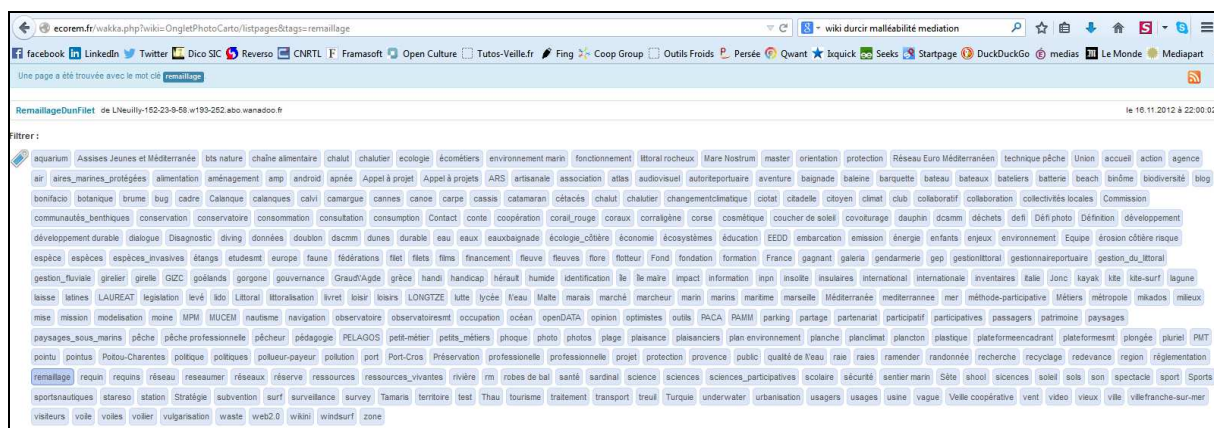 ecorem.fr/wakka.php?wiki=OngletPhotoCarto/listpages&tags=remaillage wiki durcir malléabilité mediation
facebook LinkedIn Twitter Dico SIC Reverso CNRTL Framasoft Open Culture Tutos-Veille.fr Fing Coop Group Outils Froids Persée Qwant Ixquick Seeks Startpage DuckDuckGo medias Le Monde Mediapart
Une page a été trouvée avec le mot clé remaillage
RemaillageDunFilet de LNeuilly-152-23-9-58.w193-252.abo.wanadoo.fr le 16.11.2012 à 22:00:02
Filtrer :
aquarium Assises Jeunes et Méditerranée bts nature chaîne alimentaire chalut chalutier ecologie écomètiers environnement marin fonctionnement littoral rocheux Mare Nostrum master orientation protection Réseau Euro Méditerranéen technique pêche Union accueil action agence
air aires_marines_protégées alimentation aménagement amp android apnée Appel à projet Appel à projets ARS artisanale association atlas audiovisuel autoriteportuaire aventure baignade baleine barquette bateau bateaux bateliers batterie beach binôme biodiversité blog
bonifacio botanique brume bug cadre Calanque calanques calvi camargue cannes canoe carpe cassis catamaran cétacés chalut chalutier changementclimatique ciotat citadelle citoyen climat club collaboratif collaboration collectivités locales Commission
communautés_benthiques conservation conservatoire consommation consultation consumption Contact conte coopération corail_rouge coraux corraligène corse cosmétique coucher de soleil covoiturage dauphin dcsmm déchets defi Défi photo Définition développement
développement durable dialogue Disagnostic diving données doublon dscmm dunes durable eau eaux eauxbaignade écologie_côtière économie écosystèmes éducation EEDD embarcation emission énergie enfants enjeux environnement Equipe érosion côtière risque
espèce espèces espèces_invasives étangs etudesmt europe faune fédérations filet filets films financement fleuve fleuves flore flotteur Fond fondation formation France gagnant galeria gendarmerie gep gestionlittoral gestionnaireportuaire gestion_du_littoral
gestion_fluviale girelier girelle GIZC goélands gorgone gouvernance Graud\'Agde grèce handi handicap hérault humide identification île île maire impact information inpn insolite insulaires international internationale inventaires italie Jonc kayak kite kite-surf lagune
laisse latines LAUREAT legislation levé lido Littoral littoralisation livret loisir loisirs LONGTZE lutte lycée l\'eau Malte marais marché marcheur marin marins maritime marseille Méditerranée mediterrannee mer méthode-participative Métiers métropole mikados milieux
mise mission modelisation moine MPM MUCEM nautisme navigation observatoire observatoiresmt occupation océan openDATA opinion optimistes outils PACA PAMM parking partage partenariat participatif participatives passagers patrimoine paysages
paysages_sous_marins pêche pêche professionnelle pêcheur pédagogie PELAGOS petit-métier petits_métiers phoque photo photos plage plaisance plaisanciers plan environnement planche planclimat plancton plastique plateformeencadrant plateformesmt plongée pluriel PMT
pointu pointus Poitou-Charentes politique politiques pollueur-payeur pollution port Port-Cros Préservation professionelle professionnelle projet protection provence public qualité de l\'eau raie raies ramender randonnée recherche recyclage redevance region réglementation
remaillage requin requins réseau reseaumer réseaux réserve ressources ressources_vivantes rivière rm robes de bal santé sardinal science sciences sciences_participatives scolaire sécurité sentier marin Sète shool sicences soleil sols son spectacle sport Sports
sportsnautiques stareso station Stratégie subvention surf surveillance survey Tamaris territoire test Thau tourisme traitement transport treuil Turquie underwater urbanisation usagers usages usine vague Veille coopérative vent video vieux ville villefranche-sur-mer
visiteurs voile voiles voilier vulgarisation waste web2.0 wikini windsurf zone